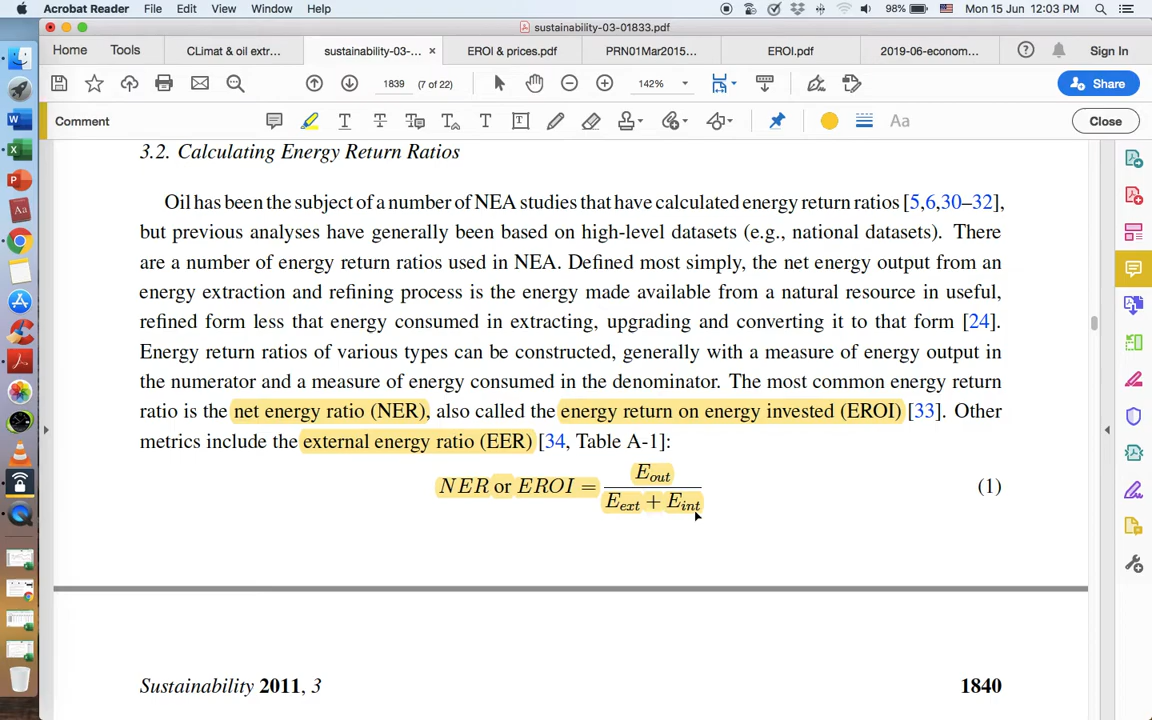 Acrobat Reader File Edit View Window Help 98% Mon 15 Jun 12:03 PM
sustainability-03-01833.pdf
Home Tools CLimat & oil extr... sustainability-03-... × EROI & prices.pdf PRN01Mar2015... EROI.pdf 2019-06-econom... Sign In
1839 (7 of 22) 142% Share
Comment Aa Close
3.2. Calculating Energy Return Ratios
Oil has been the subject of a number of NEA studies that have calculated energy return ratios [5,6,30–32],
but previous analyses have generally been based on high-level datasets (e.g., national datasets). There
are a number of energy return ratios used in NEA. Defined most simply, the net energy output from an
energy extraction and refining process is the energy made available from a natural resource in useful,
refined form less that energy consumed in extracting, upgrading and converting it to that form [24].
Energy return ratios of various types can be constructed, generally with a measure of energy output in
the numerator and a measure of energy consumed in the denominator. The most common energy return
ratio is the net energy ratio (NER), also called the energy return on energy invested (EROI) [33]. Other
metrics include the external energy ratio (EER) [34, Table A-1]:
NER or EROI = E_out / (E_ext + E_int) (1)
Sustainability 2011, 3 1840